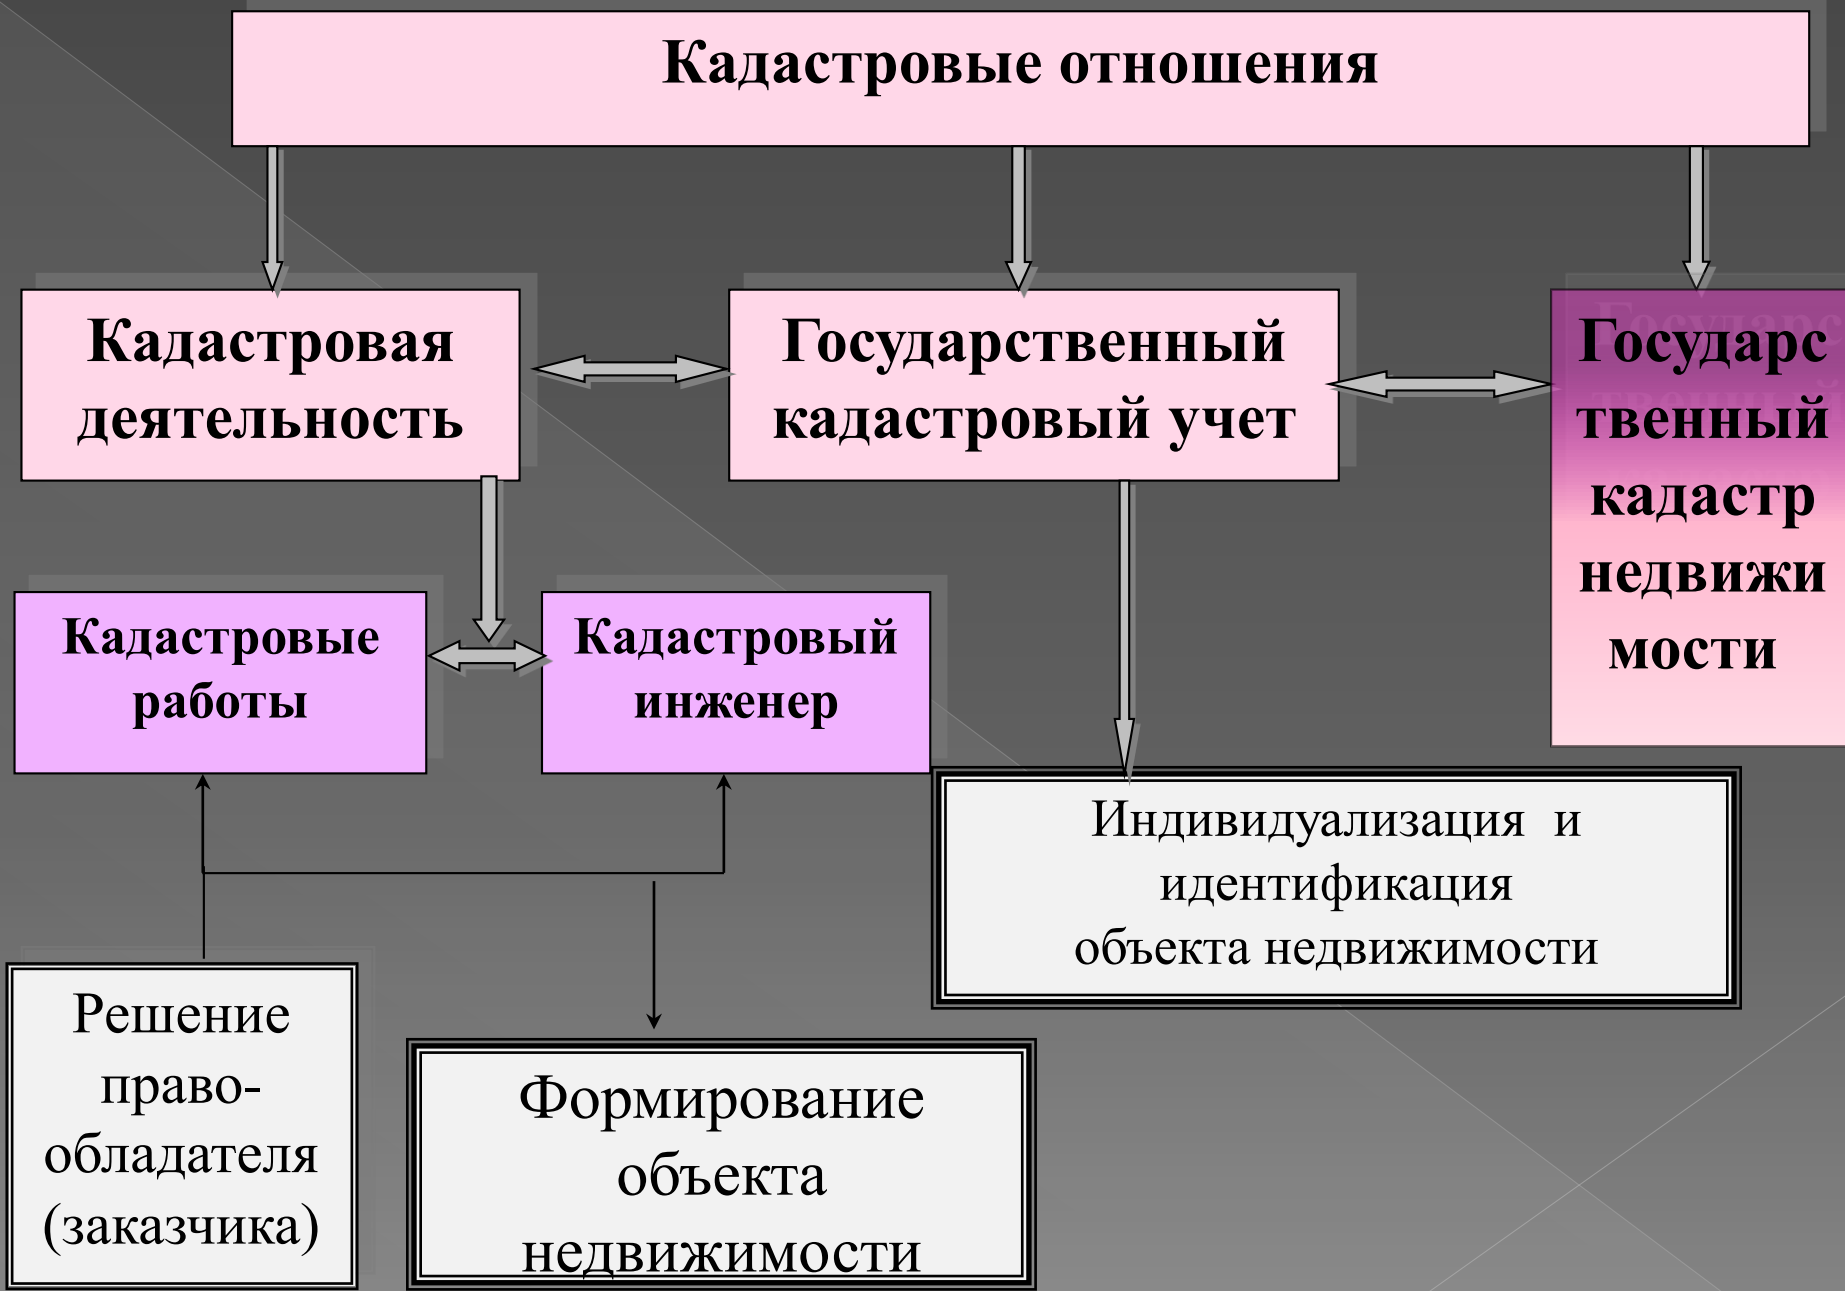 Кадастровые отношения
Кадастровая
деятельность
Государственный
кадастровый учет
Государс
твенный
кадастр
недвижи
мости
Кадастровые
работы
Кадастровый
инженер
Индивидуализация и
идентификация
объекта недвижимости
Решение
право-
обладателя
(заказчика)
Формирование
объекта
недвижимости